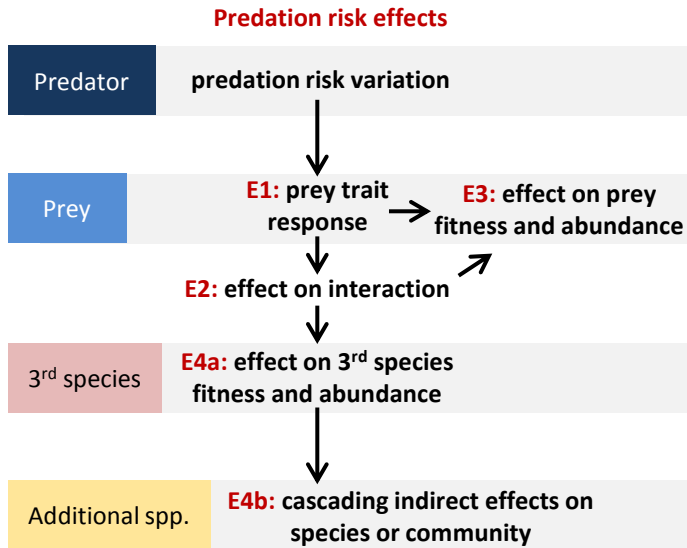 Predation risk effects
Predator
predation risk variation
Prey
E1: prey trait
response
E3: effect on prey
fitness and abundance
E2: effect on interaction
3rd species
E4a: effect on 3rd species
fitness and abundance
Additional spp.
E4b: cascading indirect effects on
species or community